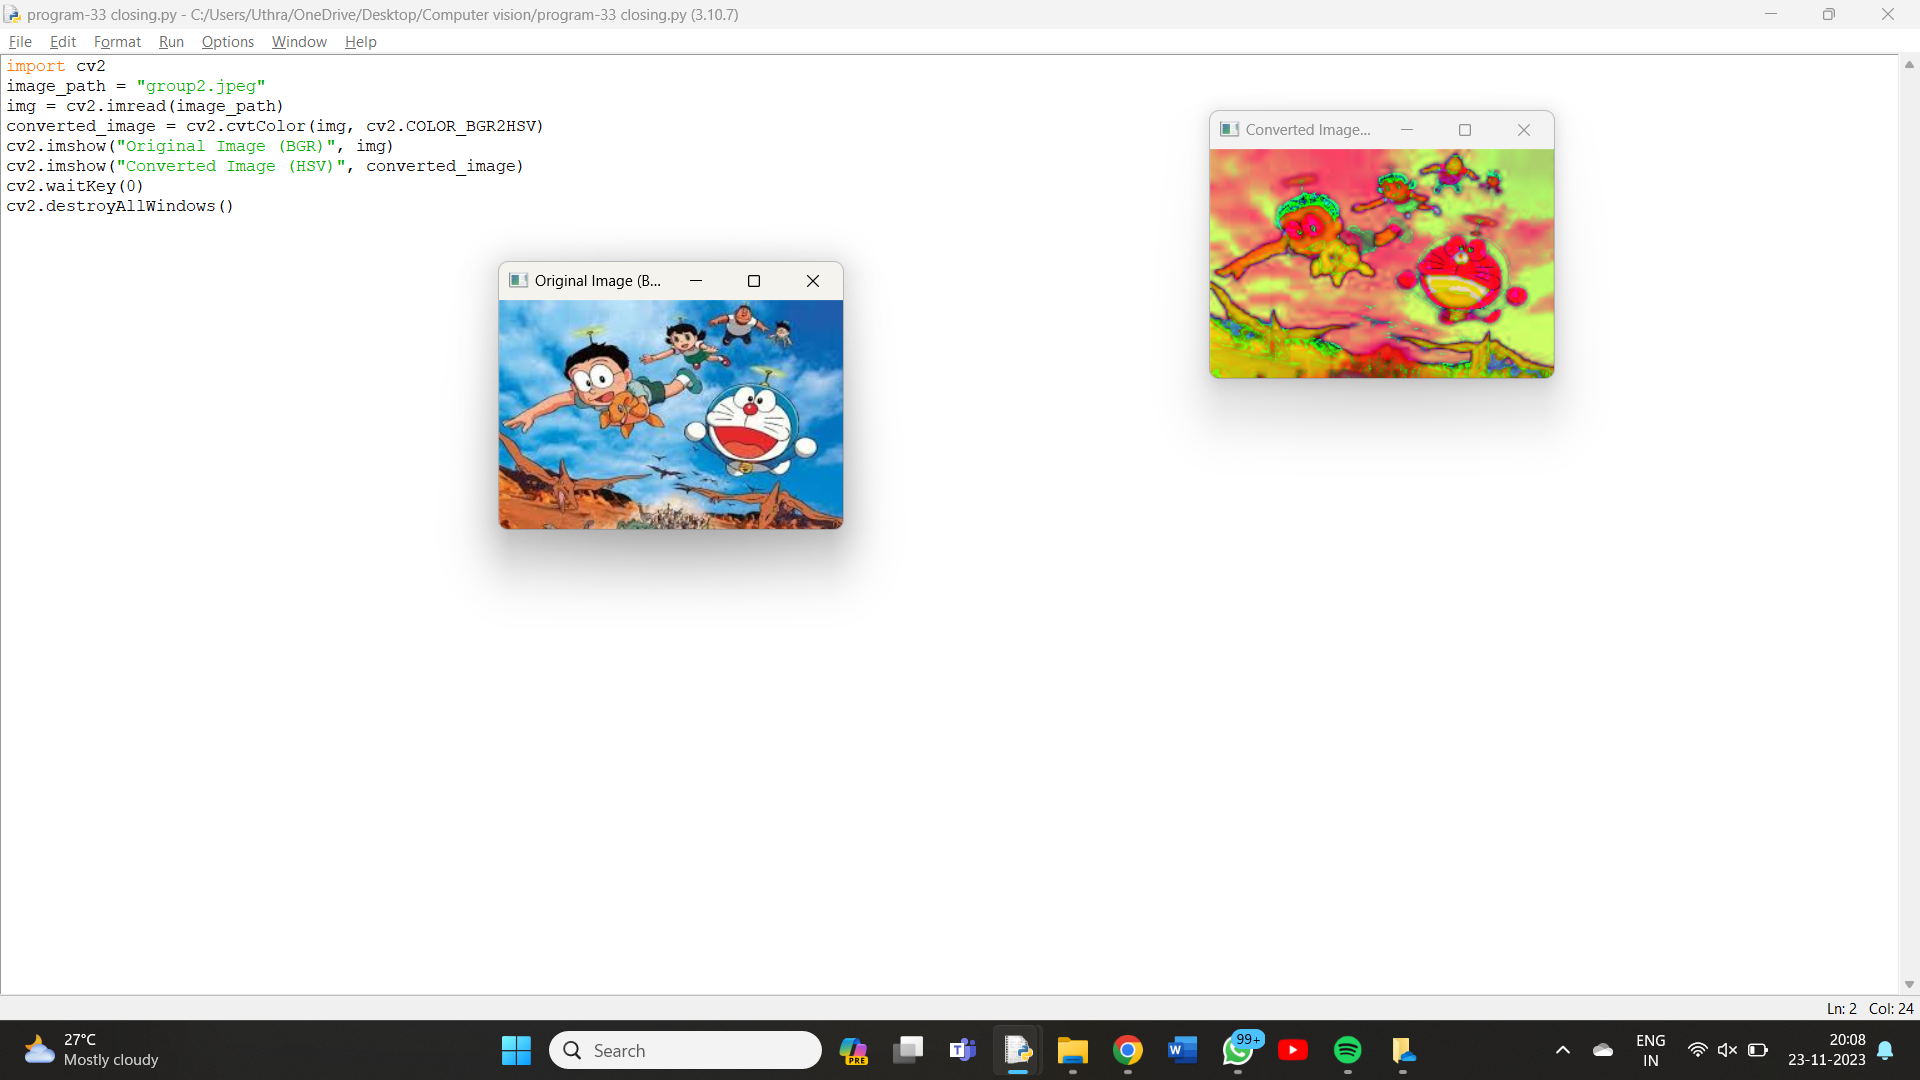 program-33 closing.py - C:/Users/Uthra/OneDrive/Desktop/Computer vision/program-33 closing.py (3.10.7)
File Edit Format Run Options Window Help
import cv2
image_path = "group2.jpeg"
img = cv2.imread(image_path)
converted_image = cv2.cvtColor(img, cv2.COLOR_BGR2HSV)
cv2.imshow("Original Image (BGR)", img)
cv2.imshow("Converted Image (HSV)", converted_image)
cv2.waitKey(0)
cv2.destroyAllWindows()
Converted Image...
Original Image (B...
Ln: 2 Col: 24
27°C
Mostly cloudy
Search
PRE
T
W
99+
ENG
IN
20:08
23-11-2023